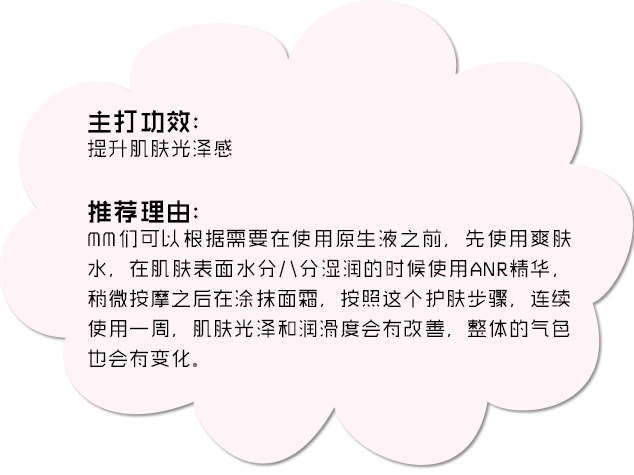 主打功效:
提升肌肤光泽感
推荐理由:
MM们可以根据需要在使用原生液之前，先使用爽肤
水，在肌肤表面水分八分湿润的时候使用ANR精华，
稍微按摩之后在涂抹面霜，按照这个护肤步骤，连续
使用一周，肌肤光泽和润滑度会有改善，整体的气色
也会有变化。